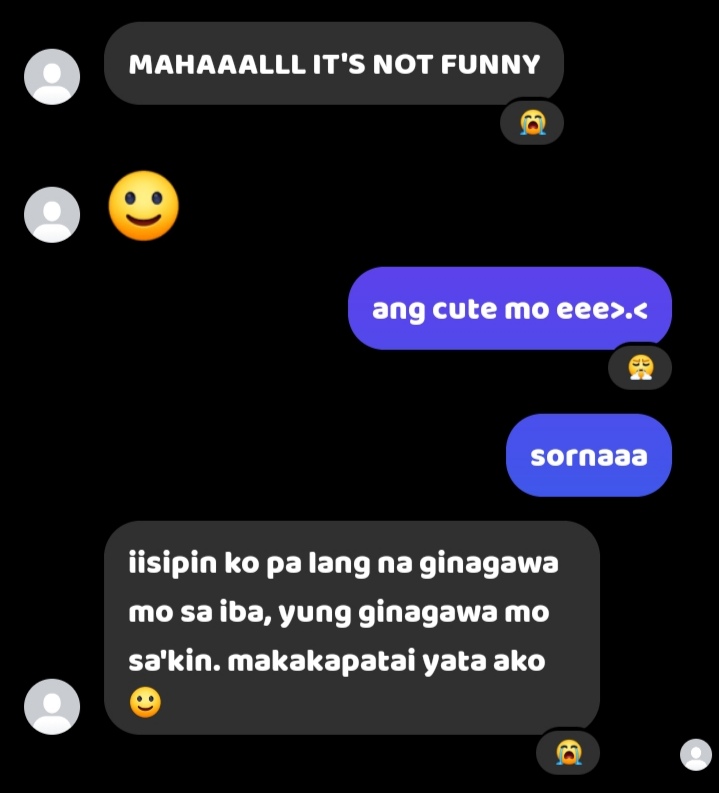 MAHAAALLL IT'S NOT FUNNY
😭
🙂
ang cute mo eee>.<
😤
sornaaa
iisipin ko pa lang na ginagawa
mo sa iba, yung ginagawa mo
sa'kin. makakapatai yata ako
🙂
😭